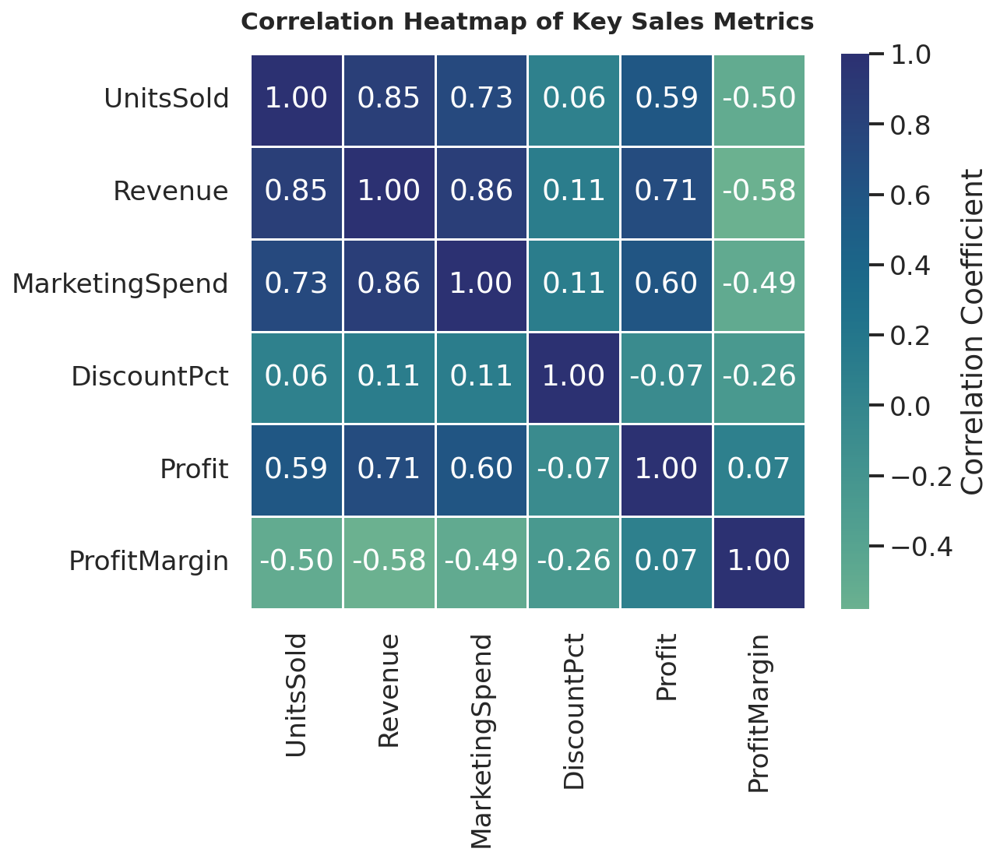 Correlation Heatmap of Key Sales Metrics
UnitsSold 1.00 0.85 0.73 0.06 0.59 -0.50
Revenue 0.85 1.00 0.86 0.11 0.71 -0.58
MarketingSpend 0.73 0.86 1.00 0.11 0.60 -0.49
DiscountPct 0.06 0.11 0.11 1.00 -0.07 -0.26
Profit 0.59 0.71 0.60 -0.07 1.00 0.07
ProfitMargin -0.50 -0.58 -0.49 -0.26 0.07 1.00
UnitsSold
Revenue
MarketingSpend
DiscountPct
Profit
ProfitMargin
1.0
0.8
0.6
0.4
0.2
0.0
−0.2
−0.4
Correlation Coefficient